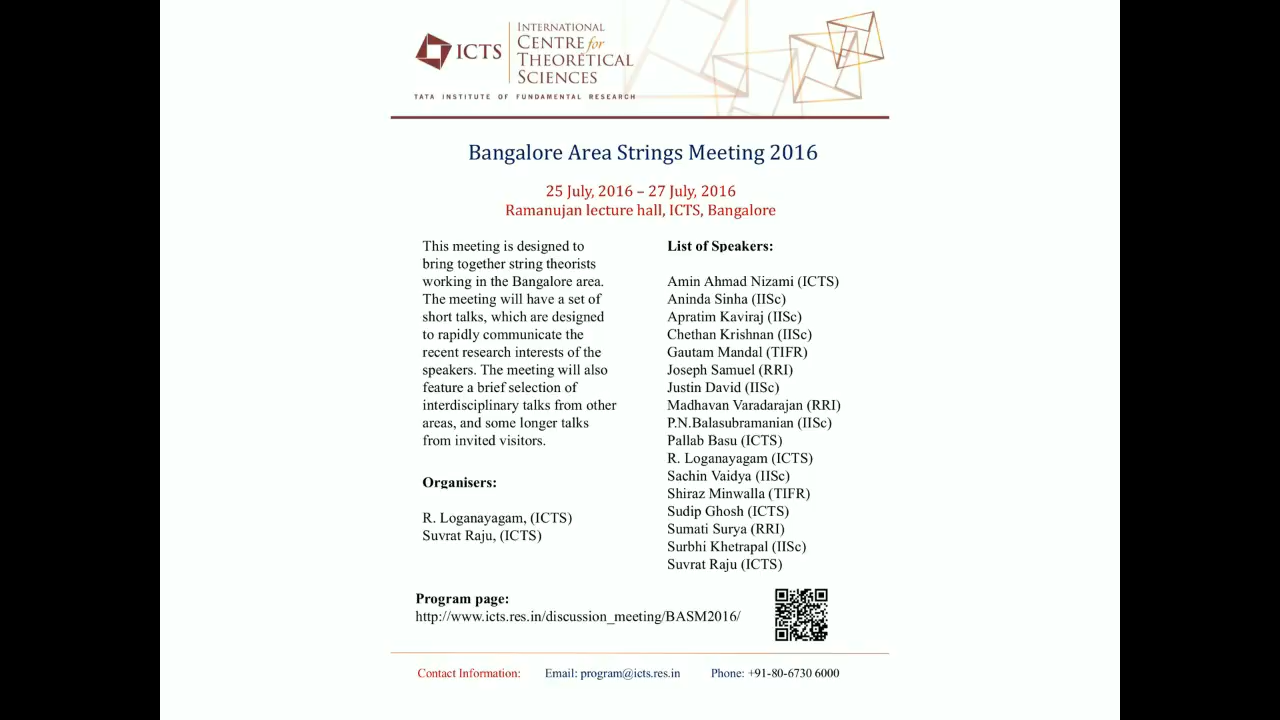 ICTS
INTERNATIONAL
CENTRE for
THEORETICAL
SCIENCES
TATA INSTITUTE OF FUNDAMENTAL RESEARCH
Bangalore Area Strings Meeting 2016
25 July, 2016 – 27 July, 2016
Ramanujan lecture hall, ICTS, Bangalore
This meeting is designed to
bring together string theorists
working in the Bangalore area.
The meeting will have a set of
short talks, which are designed
to rapidly communicate the
recent research interests of the
speakers. The meeting will also
feature a brief selection of
interdisciplinary talks from other
areas, and some longer talks
from invited visitors.
Organisers:
R. Loganayagam, (ICTS)
Suvrat Raju, (ICTS)
List of Speakers:
Amin Ahmad Nizami (ICTS)
Aninda Sinha (IISc)
Apratim Kaviraj (IISc)
Chethan Krishnan (IISc)
Gautam Mandal (TIFR)
Joseph Samuel (RRI)
Justin David (IISc)
Madhavan Varadarajan (RRI)
P.N.Balasubramanian (IISc)
Pallab Basu (ICTS)
R. Loganayagam (ICTS)
Sachin Vaidya (IISc)
Shiraz Minwalla (TIFR)
Sudip Ghosh (ICTS)
Sumati Surya (RRI)
Surbhi Khetrapal (IISc)
Suvrat Raju (ICTS)
Program page:
http://www.icts.res.in/discussion_meeting/BASM2016/
Contact Information: Email: program@icts.res.in Phone: +91-80-6730 6000